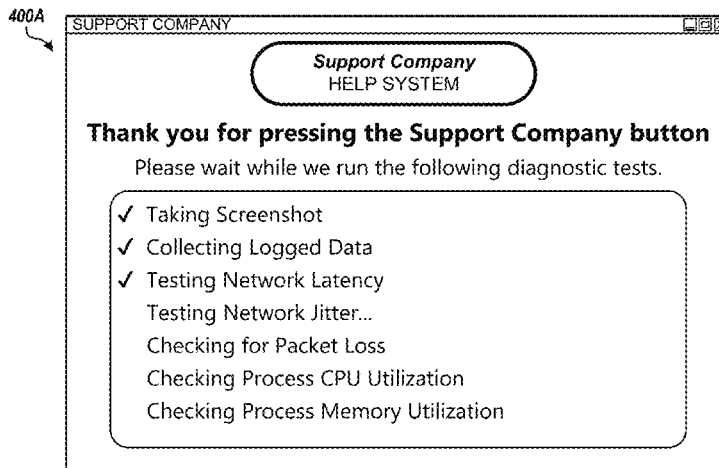 400A
SUPPORT COMPANY
Support Company
HELP SYSTEM
Thank you for pressing the Support Company button
Please wait while we run the following diagnostic tests.
✓ Taking Screenshot
✓ Collecting Logged Data
✓ Testing Network Latency
Testing Network Jitter...
Checking for Packet Loss
Checking Process CPU Utilization
Checking Process Memory Utilization